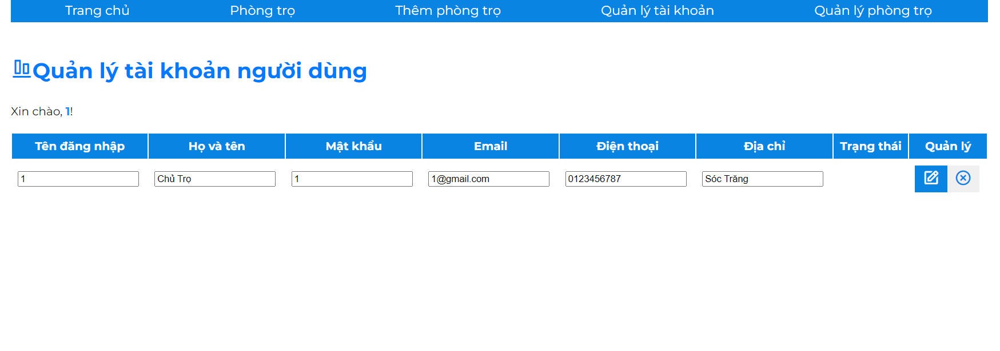 Trang chủ Phòng trọ Thêm phòng trọ Quản lý tài khoản Quản lý phòng trọ
Quản lý tài khoản người dùng
Xin chào, 1!
Tên đăng nhập Họ và tên Mật khẩu Email Điện thoại Địa chỉ Trạng thái Quản lý
1 Chủ Trọ 1 1@gmail.com 0123456787 Sóc Trăng